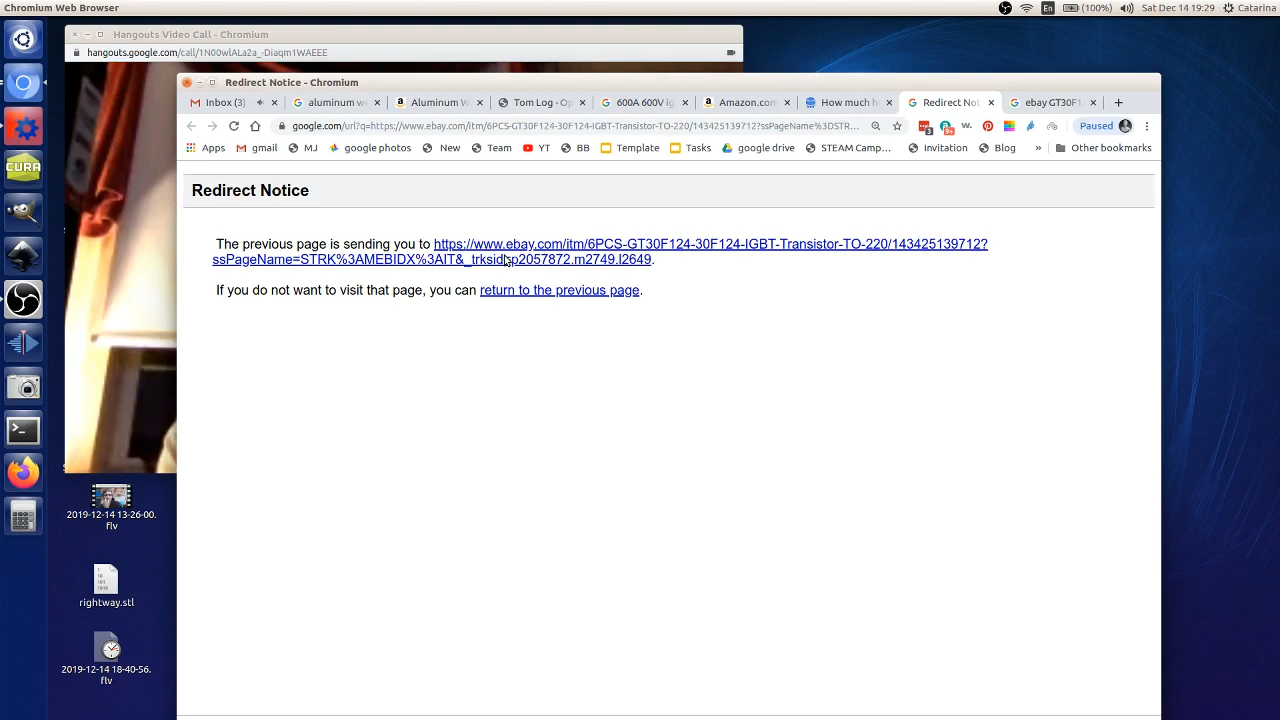 Chromium Web Browser
En
(100%)
Sat Dec 14 19:29
Catarina
Hangouts Video Call - Chromium
hangouts.google.com/call/1N00wlALa2a_-Diaqm1WAEEE
Redirect Notice - Chromium
Inbox (3)
aluminum w
Aluminum W
Tom Log - Op
600A 600V ig
Amazon.com
How much h
Redirect No
ebay GT30F1
google.com/url?q=https://www.ebay.com/itm/6PCS-GT30F124-30F124-IGBT-Transistor-TO-220/143425139712?ssPageName%3DSTR...
3
9+
W.
Paused
Apps
gmail
MJ
google photos
New
Team
YT
BB
Template
Tasks
google drive
STEAM Camp...
Invitation
Blog
»
Other bookmarks
Redirect Notice
The previous page is sending you to https://www.ebay.com/itm/6PCS-GT30F124-30F124-IGBT-Transistor-TO-220/143425139712?
ssPageName=STRK%3AMEBIDX%3AIT&_trksid=p2057872.m2749.l2649.
If you do not want to visit that page, you can return to the previous page.
CURA
2019-12-14 13-26-00.
flv
rightway.stl
2019-12-14 18-40-56.
flv